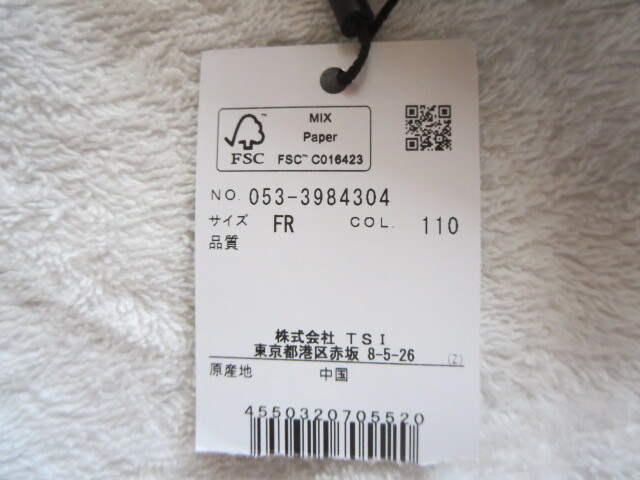 MIX
Paper
FSC™ C016423
FSC
NO. 053-3984304
サイズ FR COL. 110
品質
株式会社 TSI
東京都港区赤坂 8-5-26 (Z)
原産地 中国
4550320705520